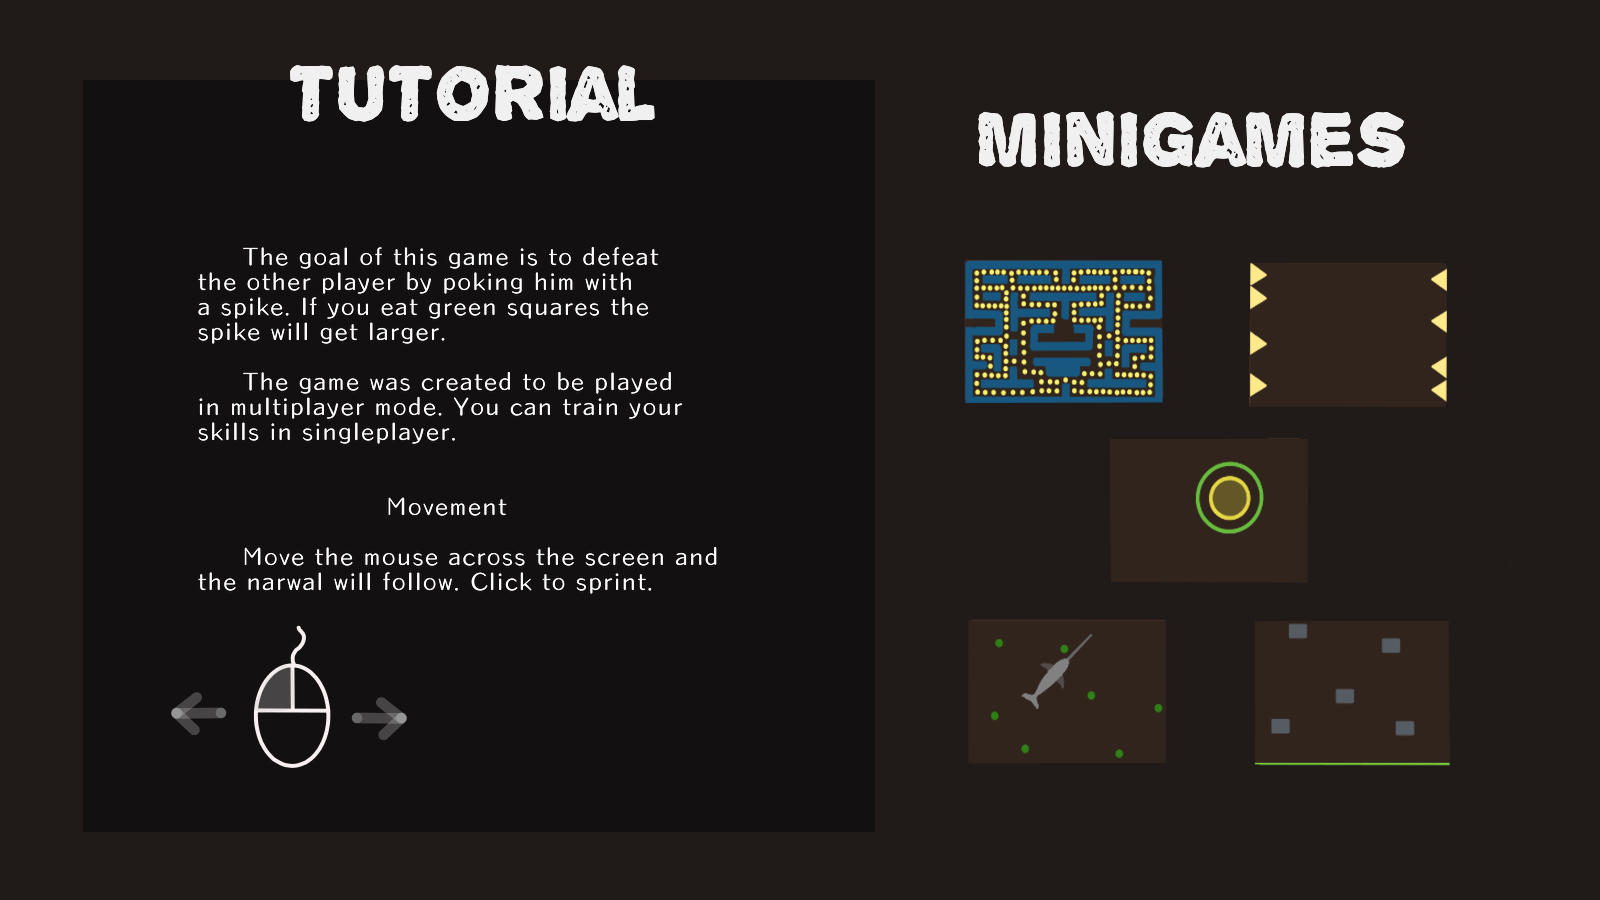 TUTORIAL
The goal of this game is to defeat
the other player by poking him with
a spike. If you eat green squares the
spike will get larger.
The game was created to be played
in multiplayer mode. You can train your
skills in singleplayer.
Movement
Move the mouse across the screen and
the narwal will follow. Click to sprint.
MINIGAMES